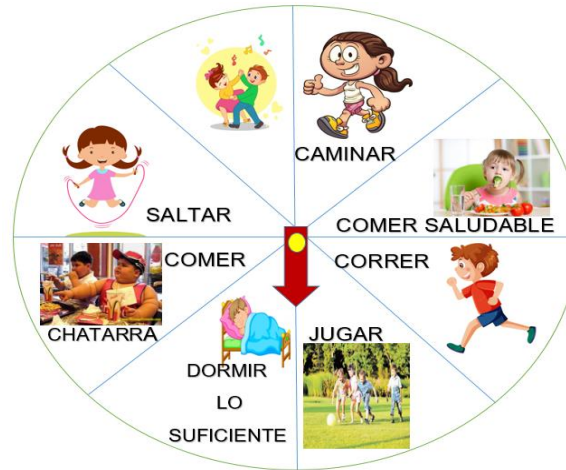 CAMINAR
SALTAR
COMER SALUDABLE
COMER
CORRER
CHATARRA
JUGAR
DORMIR
LO
SUFICIENTE